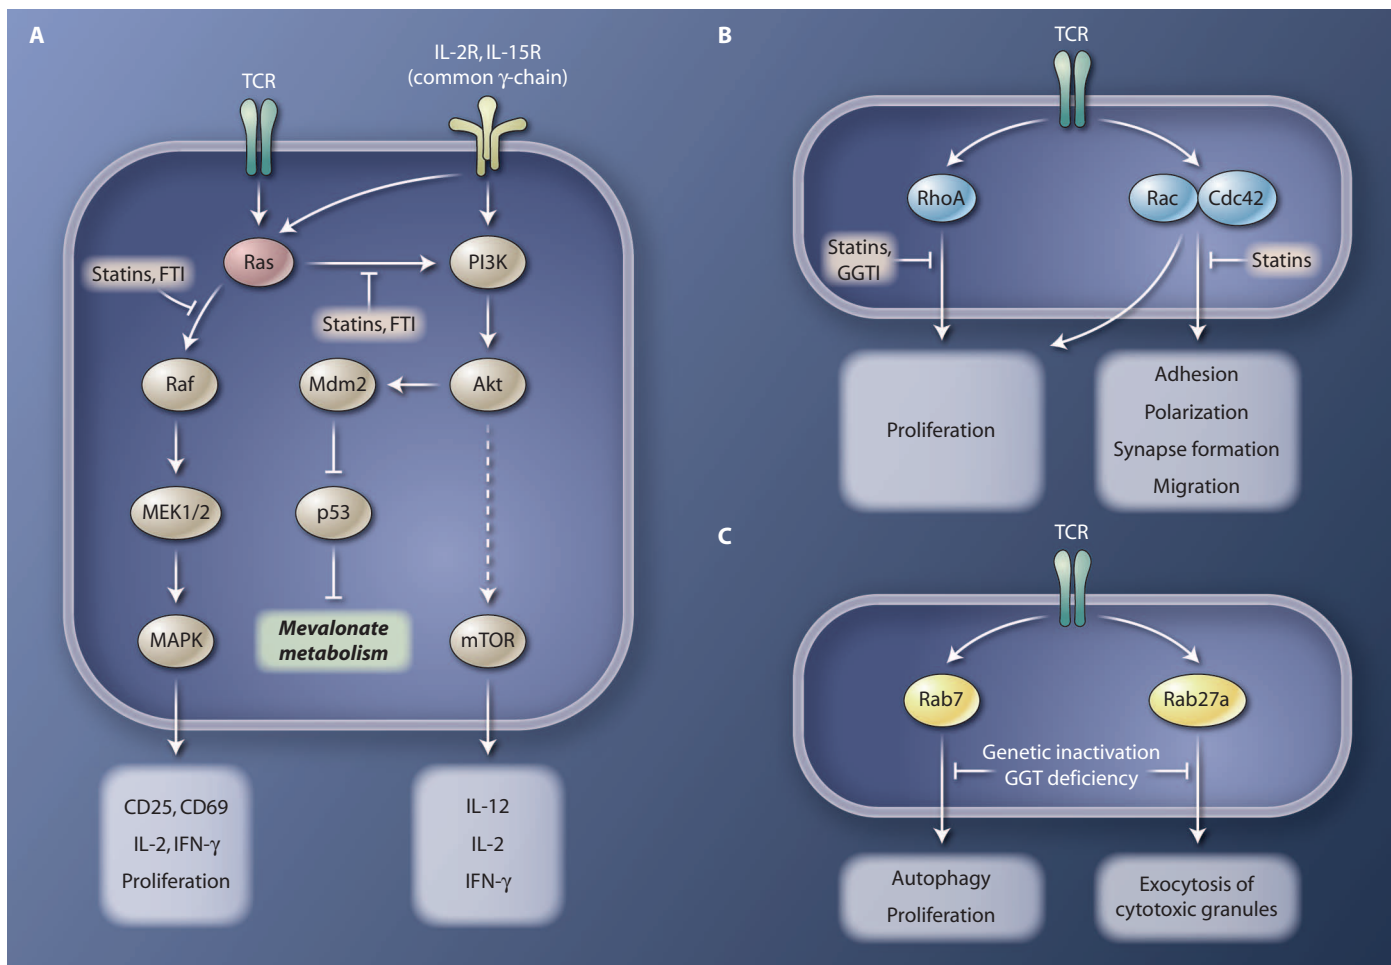 A
TCR
IL-2R, IL-15R
(common γ-chain)
Ras
PI3K
Statins, FTI
Statins, FTI
Raf
Mdm2
Akt
MEK1/2
p53
MAPK
Mevalonate
metabolism
mTOR
CD25, CD69
IL-2, IFN-γ
Proliferation
IL-12
IL-2
IFN-γ
B
TCR
RhoA
Rac
Cdc42
Statins,
GGTI
Statins
Proliferation
Adhesion
Polarization
Synapse formation
Migration
C
TCR
Rab7
Rab27a
Genetic inactivation
GGT deficiency
Autophagy
Proliferation
Exocytosis of
cytotoxic granules